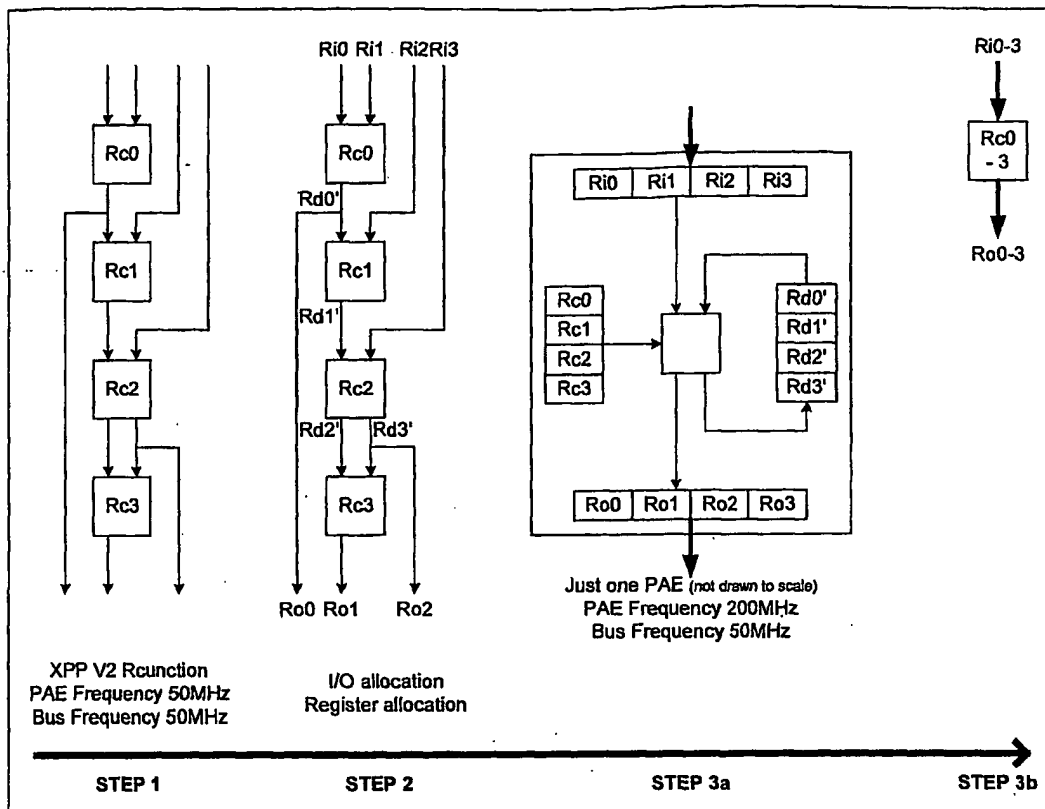 Rc0
Rc1
Rc2
Rc3
XPP V2 Rcunction
PAE Frequency 50MHz
Bus Frequency 50MHz
STEP 1
Ri0 Ri1 Ri2Ri3
Rc0
Rd0'
Rc1
Rd1'
Rc2
Rd2' Rd3'
Rc3
Ro0 Ro1 Ro2
I/O allocation
Register allocation
STEP 2
Ri0 Ri1 Ri2 Ri3
Rc0
Rc1
Rc2
Rc3
Rd0'
Rd1'
Rd2'
Rd3'
Ro0 Ro1 Ro2 Ro3
Just one PAE (not drawn to scale)
PAE Frequency 200MHz
Bus Frequency 50MHz
STEP 3a
Ri0-3
Rc0
- 3
Ro0-3
STEP 3b